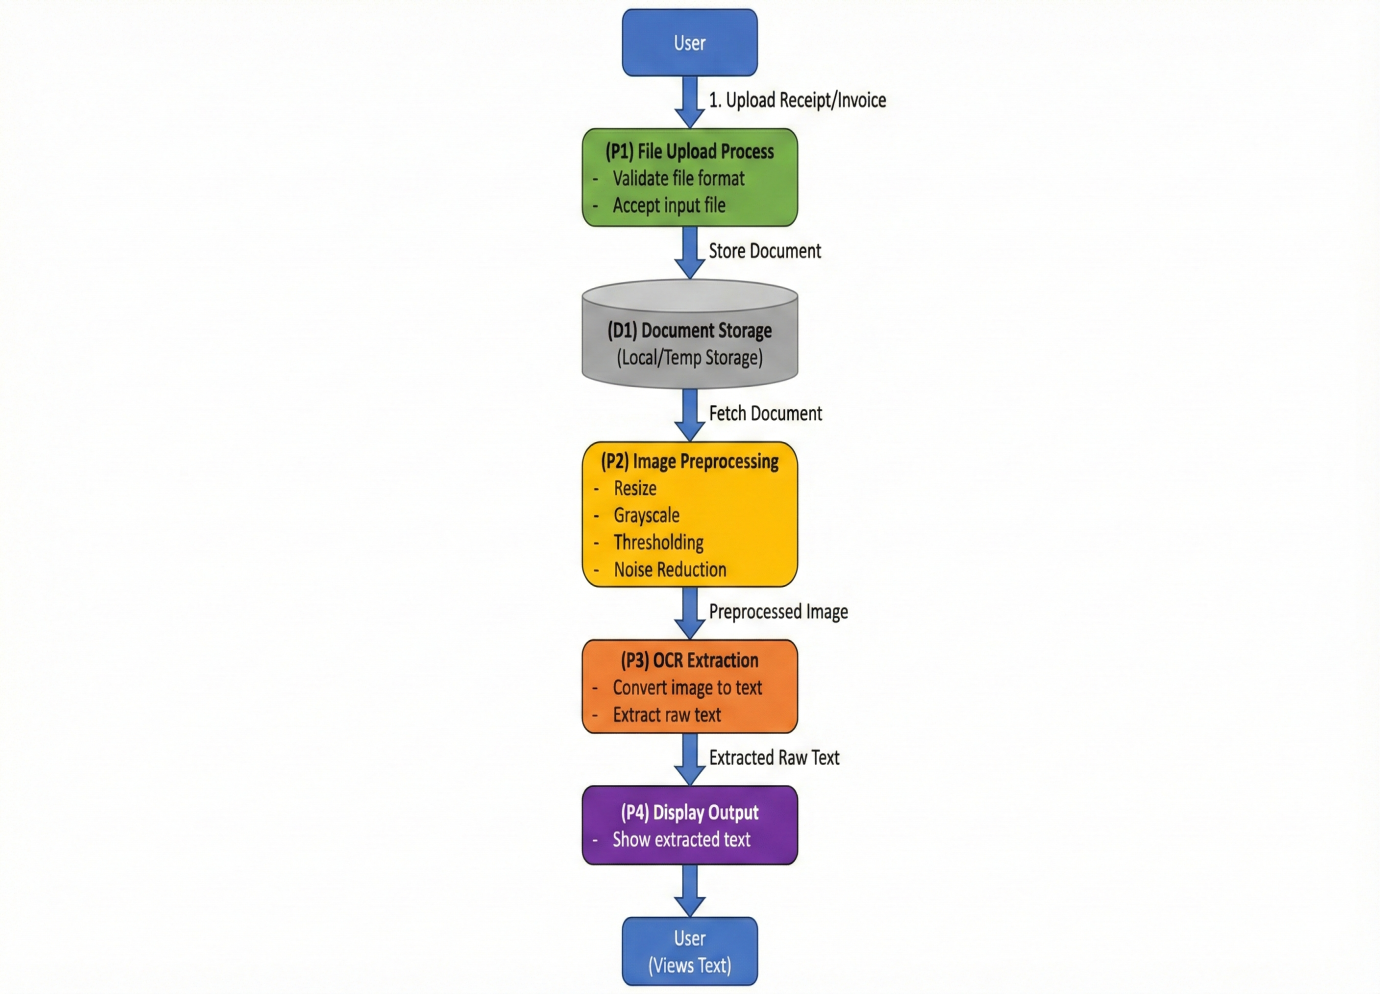 User
1. Upload Receipt/Invoice
(P1) File Upload Process
- Validate file format
- Accept input file
Store Document
(D1) Document Storage
(Local/Temp Storage)
Fetch Document
(P2) Image Preprocessing
- Resize
- Grayscale
- Thresholding
- Noise Reduction
Preprocessed Image
(P3) OCR Extraction
- Convert image to text
- Extract raw text
Extracted Raw Text
(P4) Display Output
- Show extracted text
User
(Views Text)